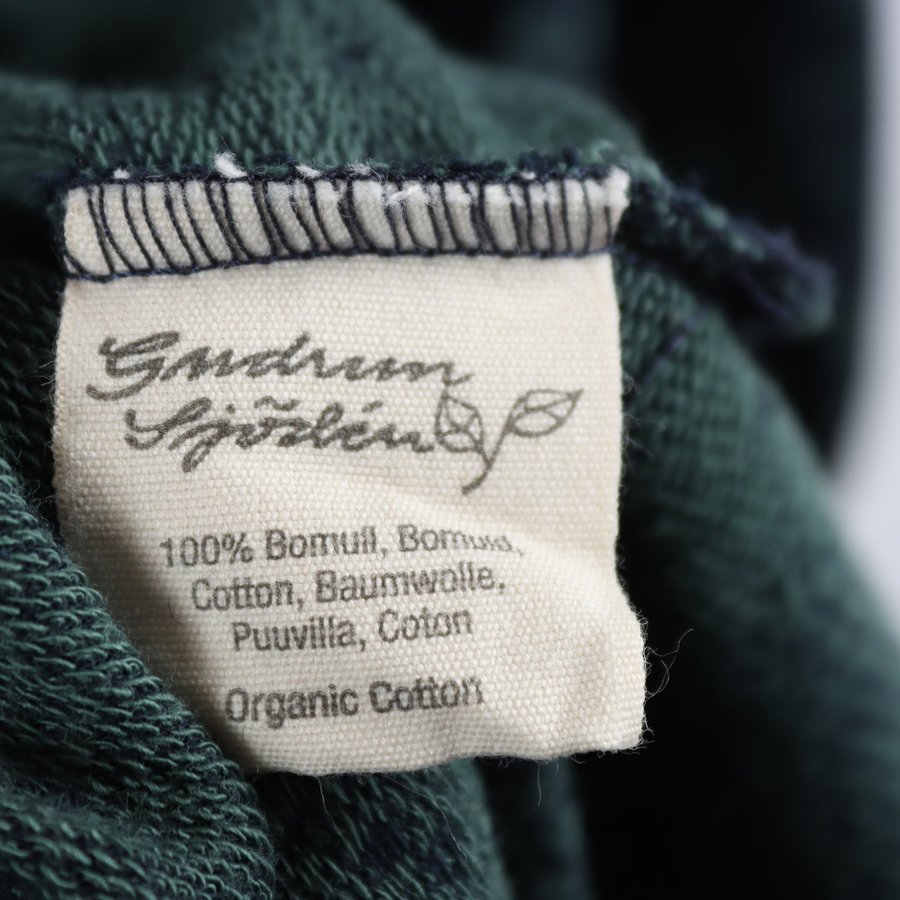 Gudrun
Sjödén
100% Bomull, Bomuld,
Cotton, Baumwolle,
Puuvilla, Coton
Organic Cotton